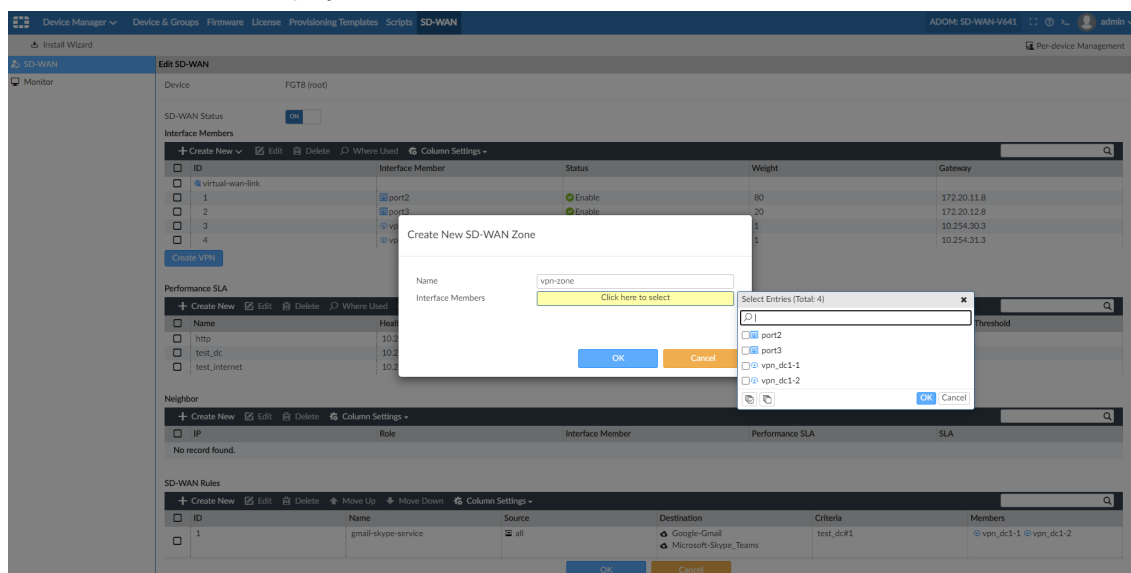 Device Manager Device & Groups Firmware License Provisioning Templates Scripts SD-WAN ADOM: SD-WAN-V641 admin
Install Wizard Per-device Management
SD-WAN
Monitor
Edit SD-WAN
Device FGT8 (root)
SD-WAN Status ON
Interface Members
Create New Edit Delete Where Used Column Settings
ID Interface Member Status Weight Gateway
virtual-wan-link
1 port2 Enable 80 172.20.11.8
2 port3 Enable 20 172.20.12.8
3 vp 1 10.254.30.3
4 vp 1 10.254.31.3
Create VPN
Create New SD-WAN Zone
Name vpn-zone
Interface Members Click here to select
OK Cancel
Select Entries (Total: 4)
port2
port3
vpn_dc1-1
vpn_dc1-2
OK Cancel
Performance SLA
Create New Edit Delete Where Used
Name Heal Threshold
http 10.2
test_dc 10.2
test_internet 10.2
Neighbor
Create New Edit Delete Column Settings
IP Role Interface Member Performance SLA SLA
No record found.
SD-WAN Rules
Create New Edit Delete Move Up Move Down Column Settings
ID Name Source Destination Criteria Members
1 gmail-skype-service all Google-Gmail test_dc#1 vpn_dc1-1 vpn_dc1-2
Microsoft-Skype_Teams
OK Cancel